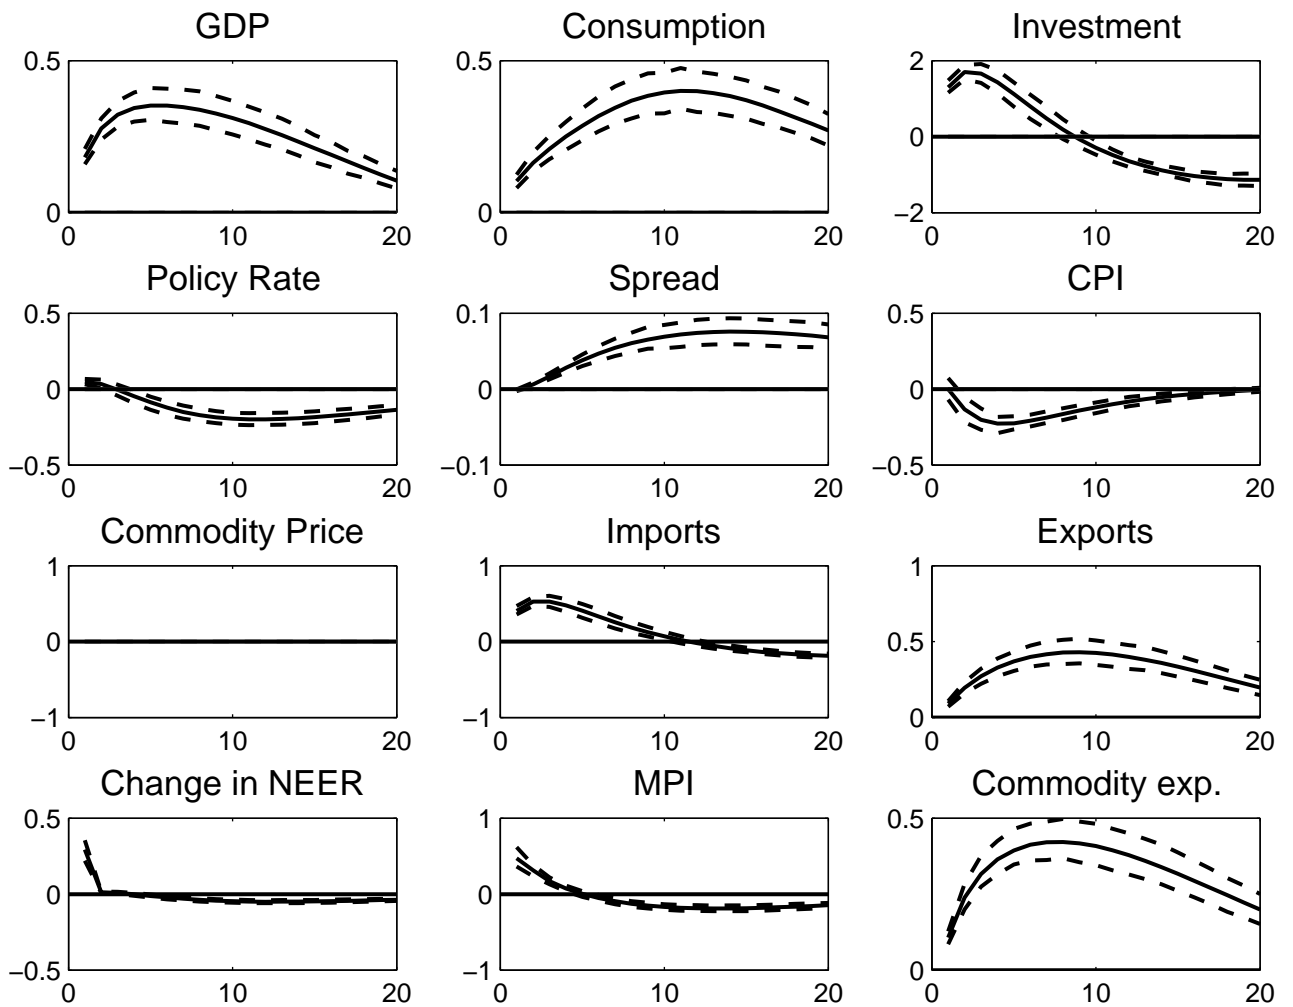 GDP Consumption Investment
0.5 0.5 2
0
0 0 −2
0 10 20 0 10 20 0 10 20
Policy Rate Spread CPI
0.5 0.1 0.5
0 0 0
−0.5 −0.1 −0.5
0 10 20 0 10 20 0 10 20
Commodity Price Imports Exports
1 1 1
0 0 0.5
−1 −1 0
0 10 20 0 10 20 0 10 20
Change in NEER MPI Commodity exp.
0.5 1 0.5
0 0
−0.5 −1 0
0 10 20 0 10 20 0 10 20